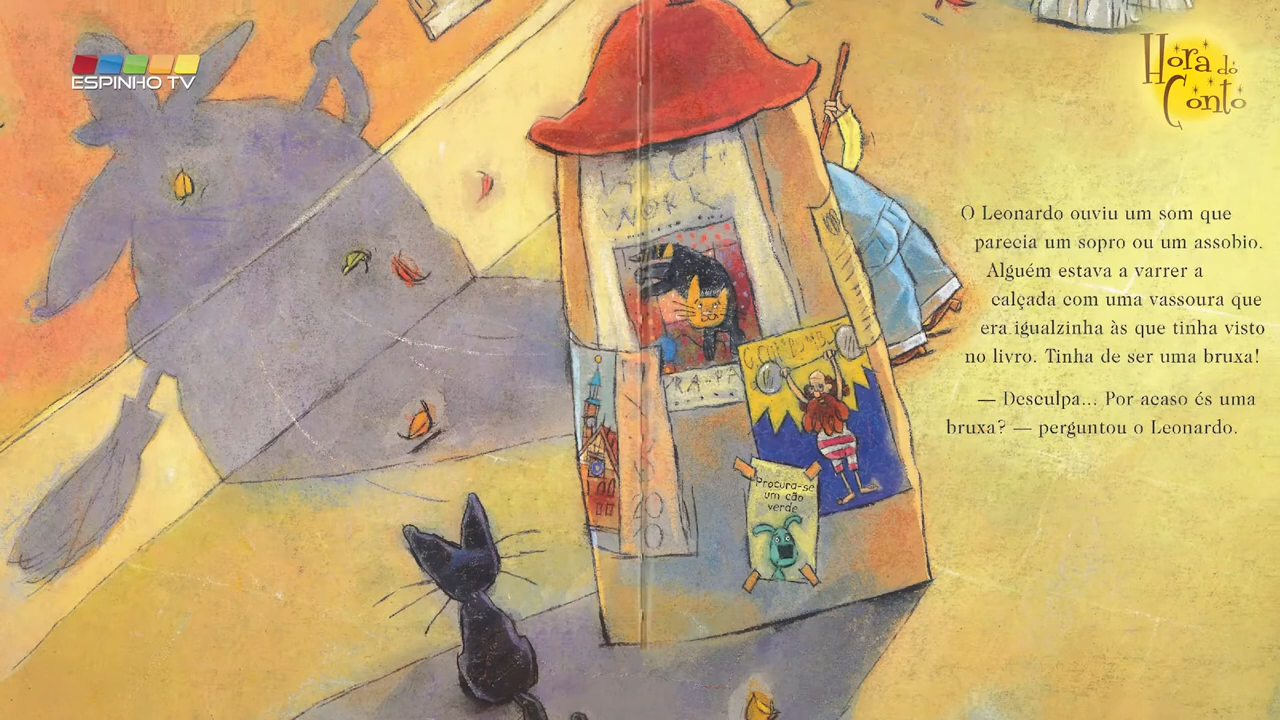 ESPINHO TV
Hora do
Conto
O Leonardo ouviu um som que
parecia um sopro ou um assobio.
Alguém estava a varrer a
calçada com uma vassoura que
era igualzinha às que tinha visto
no livro. Tinha de ser uma bruxa!
— Desculpa... Por acaso és uma
bruxa? — perguntou o Leonardo.
Procura-se
um cão
verde